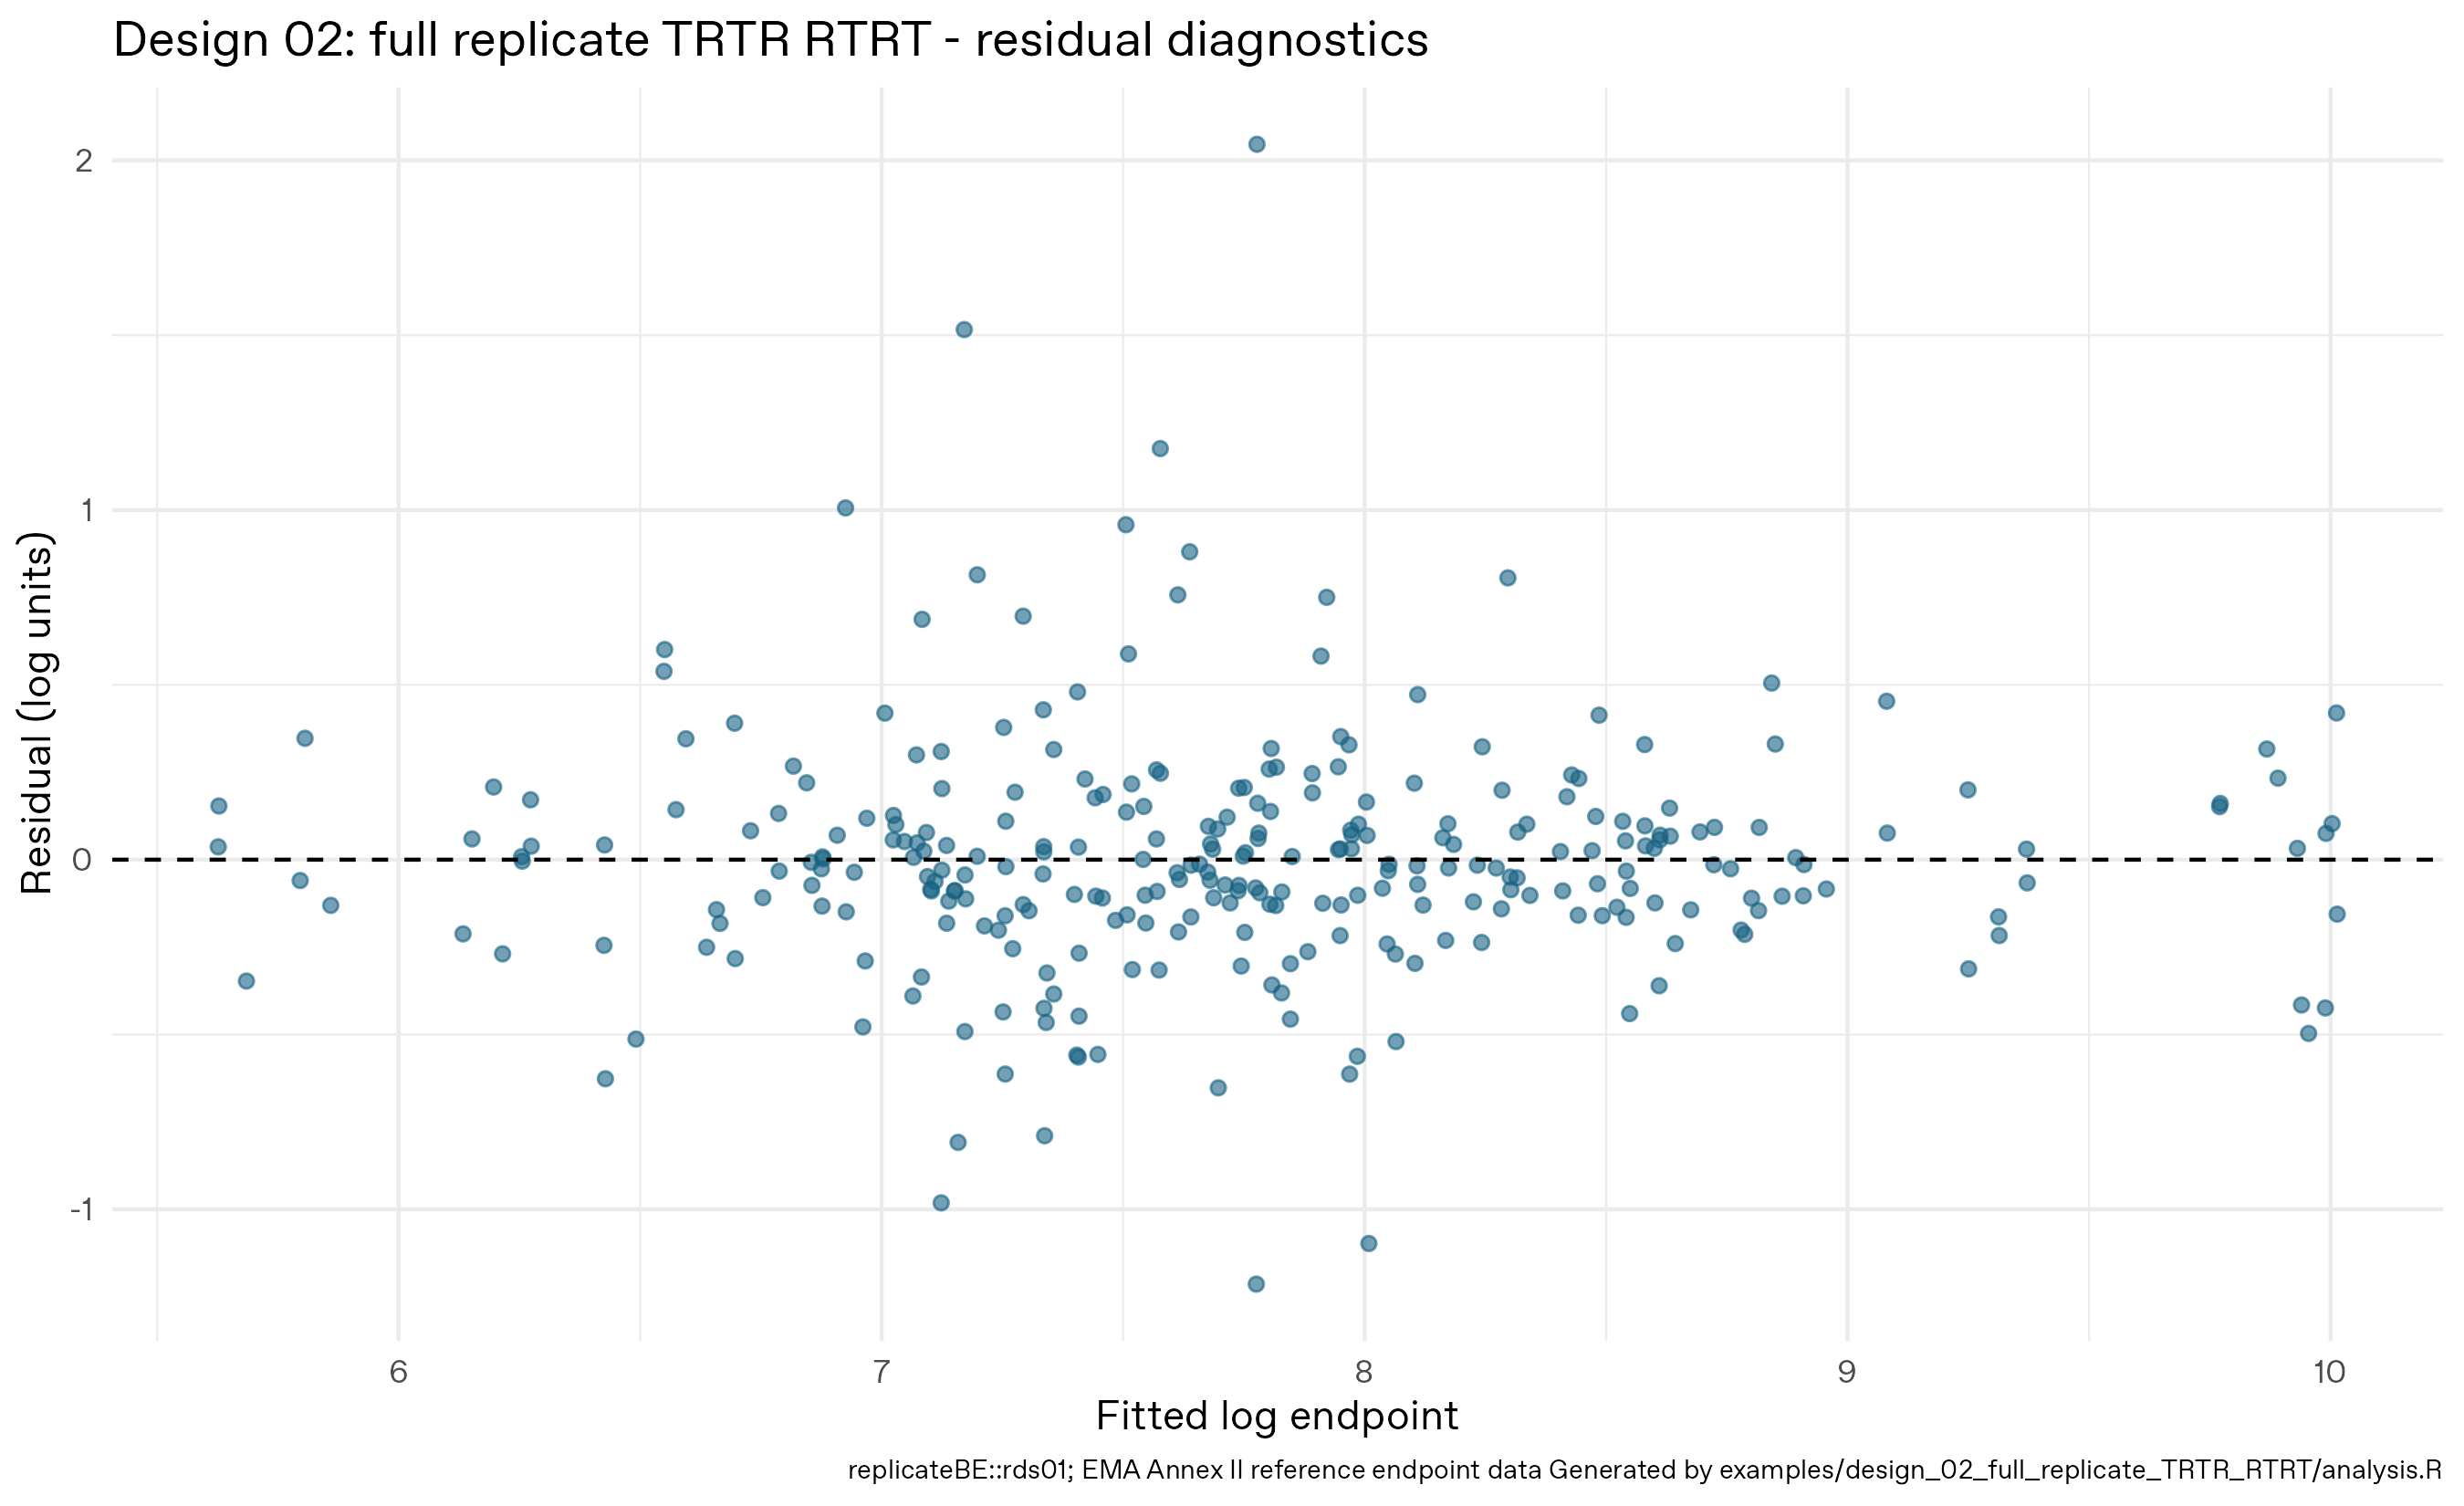 Design 02: full replicate TRTR RTRT - residual diagnostics
Residual (log units)
2
1
0
-1
6 7 8 9 10
Fitted log endpoint
replicateBE::rds01; EMA Annex II reference endpoint data Generated by examples/design_02_full_replicate_TRTR_RTRT/analysis.R